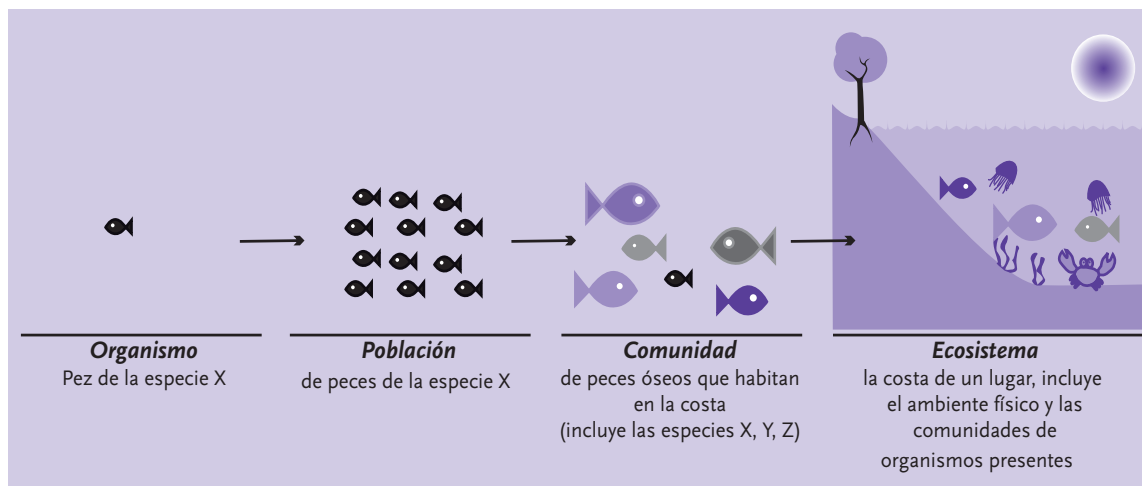 Organismo
Pez de la especie X
Población
de peces de la especie X
Comunidad
de peces óseos que habitan
en la costa
(incluye las especies X, Y, Z)
Ecosistema
la costa de un lugar, incluye
el ambiente físico y las
comunidades de
organismos presentes